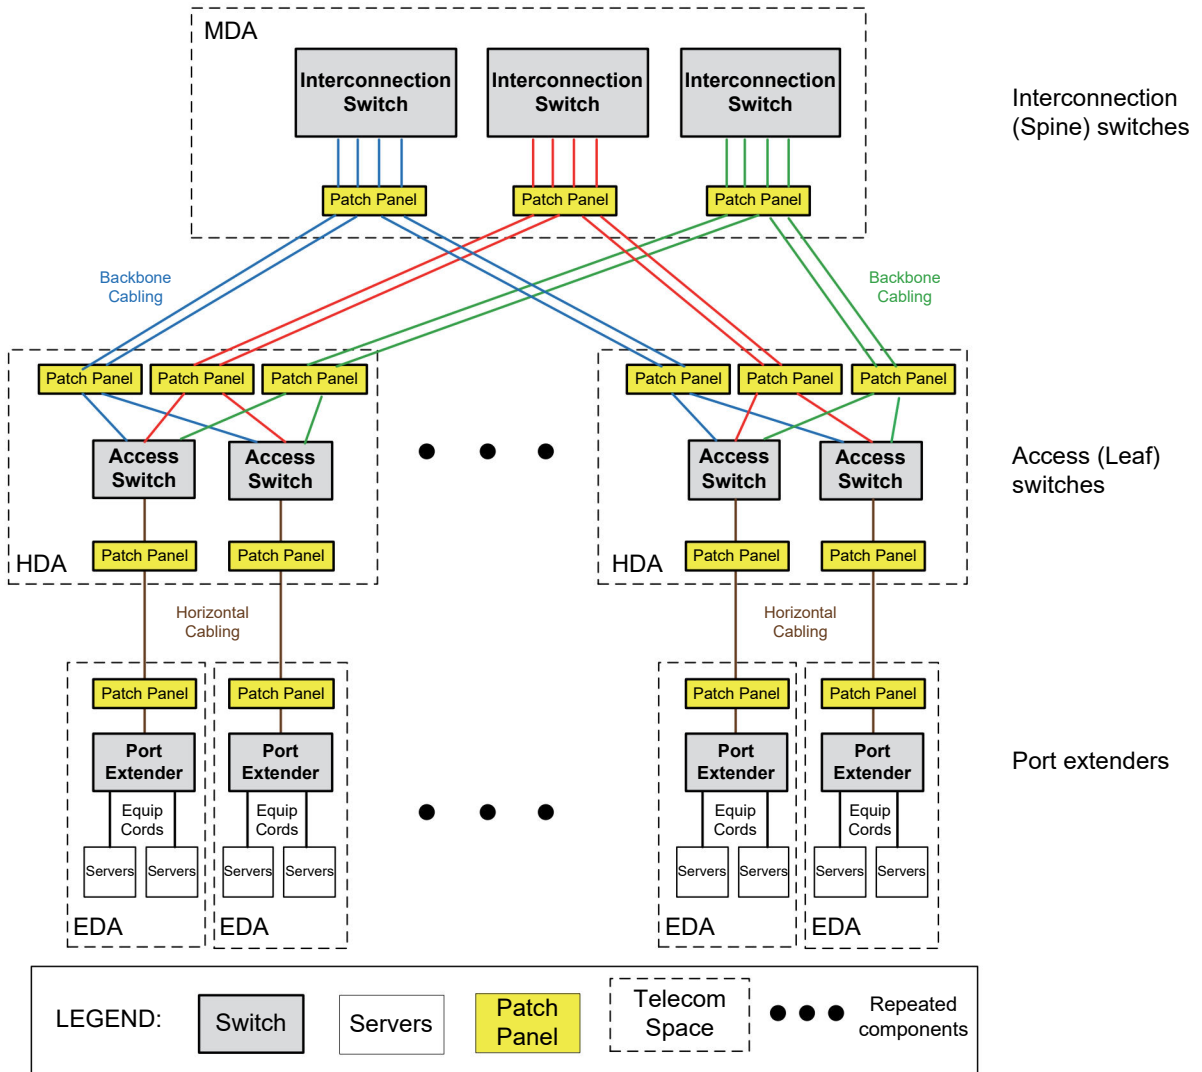 MDA
Interconnection
Switch
Interconnection
Switch
Interconnection
Switch
Interconnection
(Spine) switches
Patch Panel
Patch Panel
Patch Panel
Backbone
Cabling
Backbone
Cabling
Patch Panel
Patch Panel
Patch Panel
Patch Panel
Patch Panel
Patch Panel
Access
Switch
Access
Switch
Access
Switch
Access
Switch
Access (Leaf)
switches
Patch Panel
Patch Panel
Patch Panel
Patch Panel
HDA
HDA
Horizontal
Cabling
Horizontal
Cabling
Patch Panel
Patch Panel
Patch Panel
Patch Panel
Port
Extender
Port
Extender
Port
Extender
Port
Extender
Port extenders
Equip
Cords
Equip
Cords
Equip
Cords
Equip
Cords
Servers
Servers
Servers
Servers
Servers
Servers
Servers
Servers
EDA
EDA
EDA
EDA
LEGEND:
Switch
Servers
Patch
Panel
Telecom
Space
Repeated
components